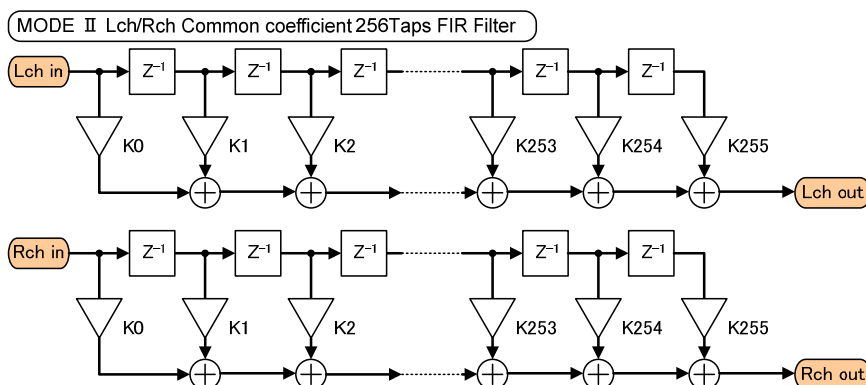 MODE Ⅱ Lch/Rch Common coefficient 256Taps FIR Filter
Lch in
Z⁻¹ Z⁻¹ Z⁻¹ Z⁻¹ Z⁻¹
K0 K1 K2 K253 K254 K255
Lch out
Rch in
Z⁻¹ Z⁻¹ Z⁻¹ Z⁻¹ Z⁻¹
K0 K1 K2 K253 K254 K255
Rch out